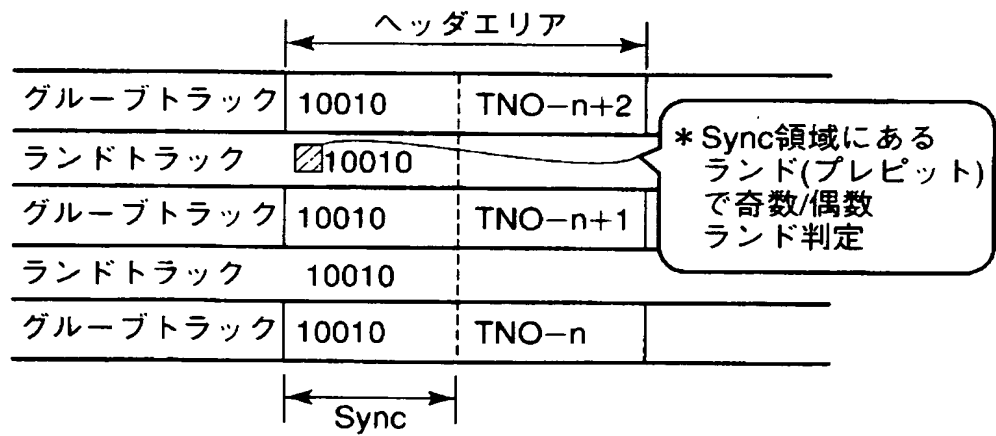 ヘッダエリア
グルーブトラック 10010 TNO−n+2
ランドトラック 10010
グルーブトラック 10010 TNO−n+1
ランドトラック 10010
グルーブトラック 10010 TNO−n
Sync
＊Sync領域にある
ランド(プレピット)
で奇数/偶数
ランド判定